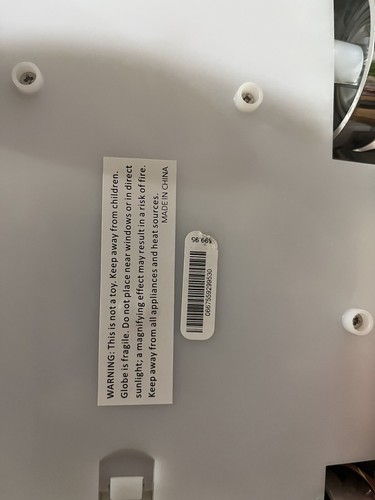 WARNING: This is not a toy. Keep away from children.
Globe is fragile. Do not place near windows or in direct
sunlight; a magnifying effect may result in a risk of fire.
Keep away from all appliances and heat sources.
MADE IN CHINA
$99.95